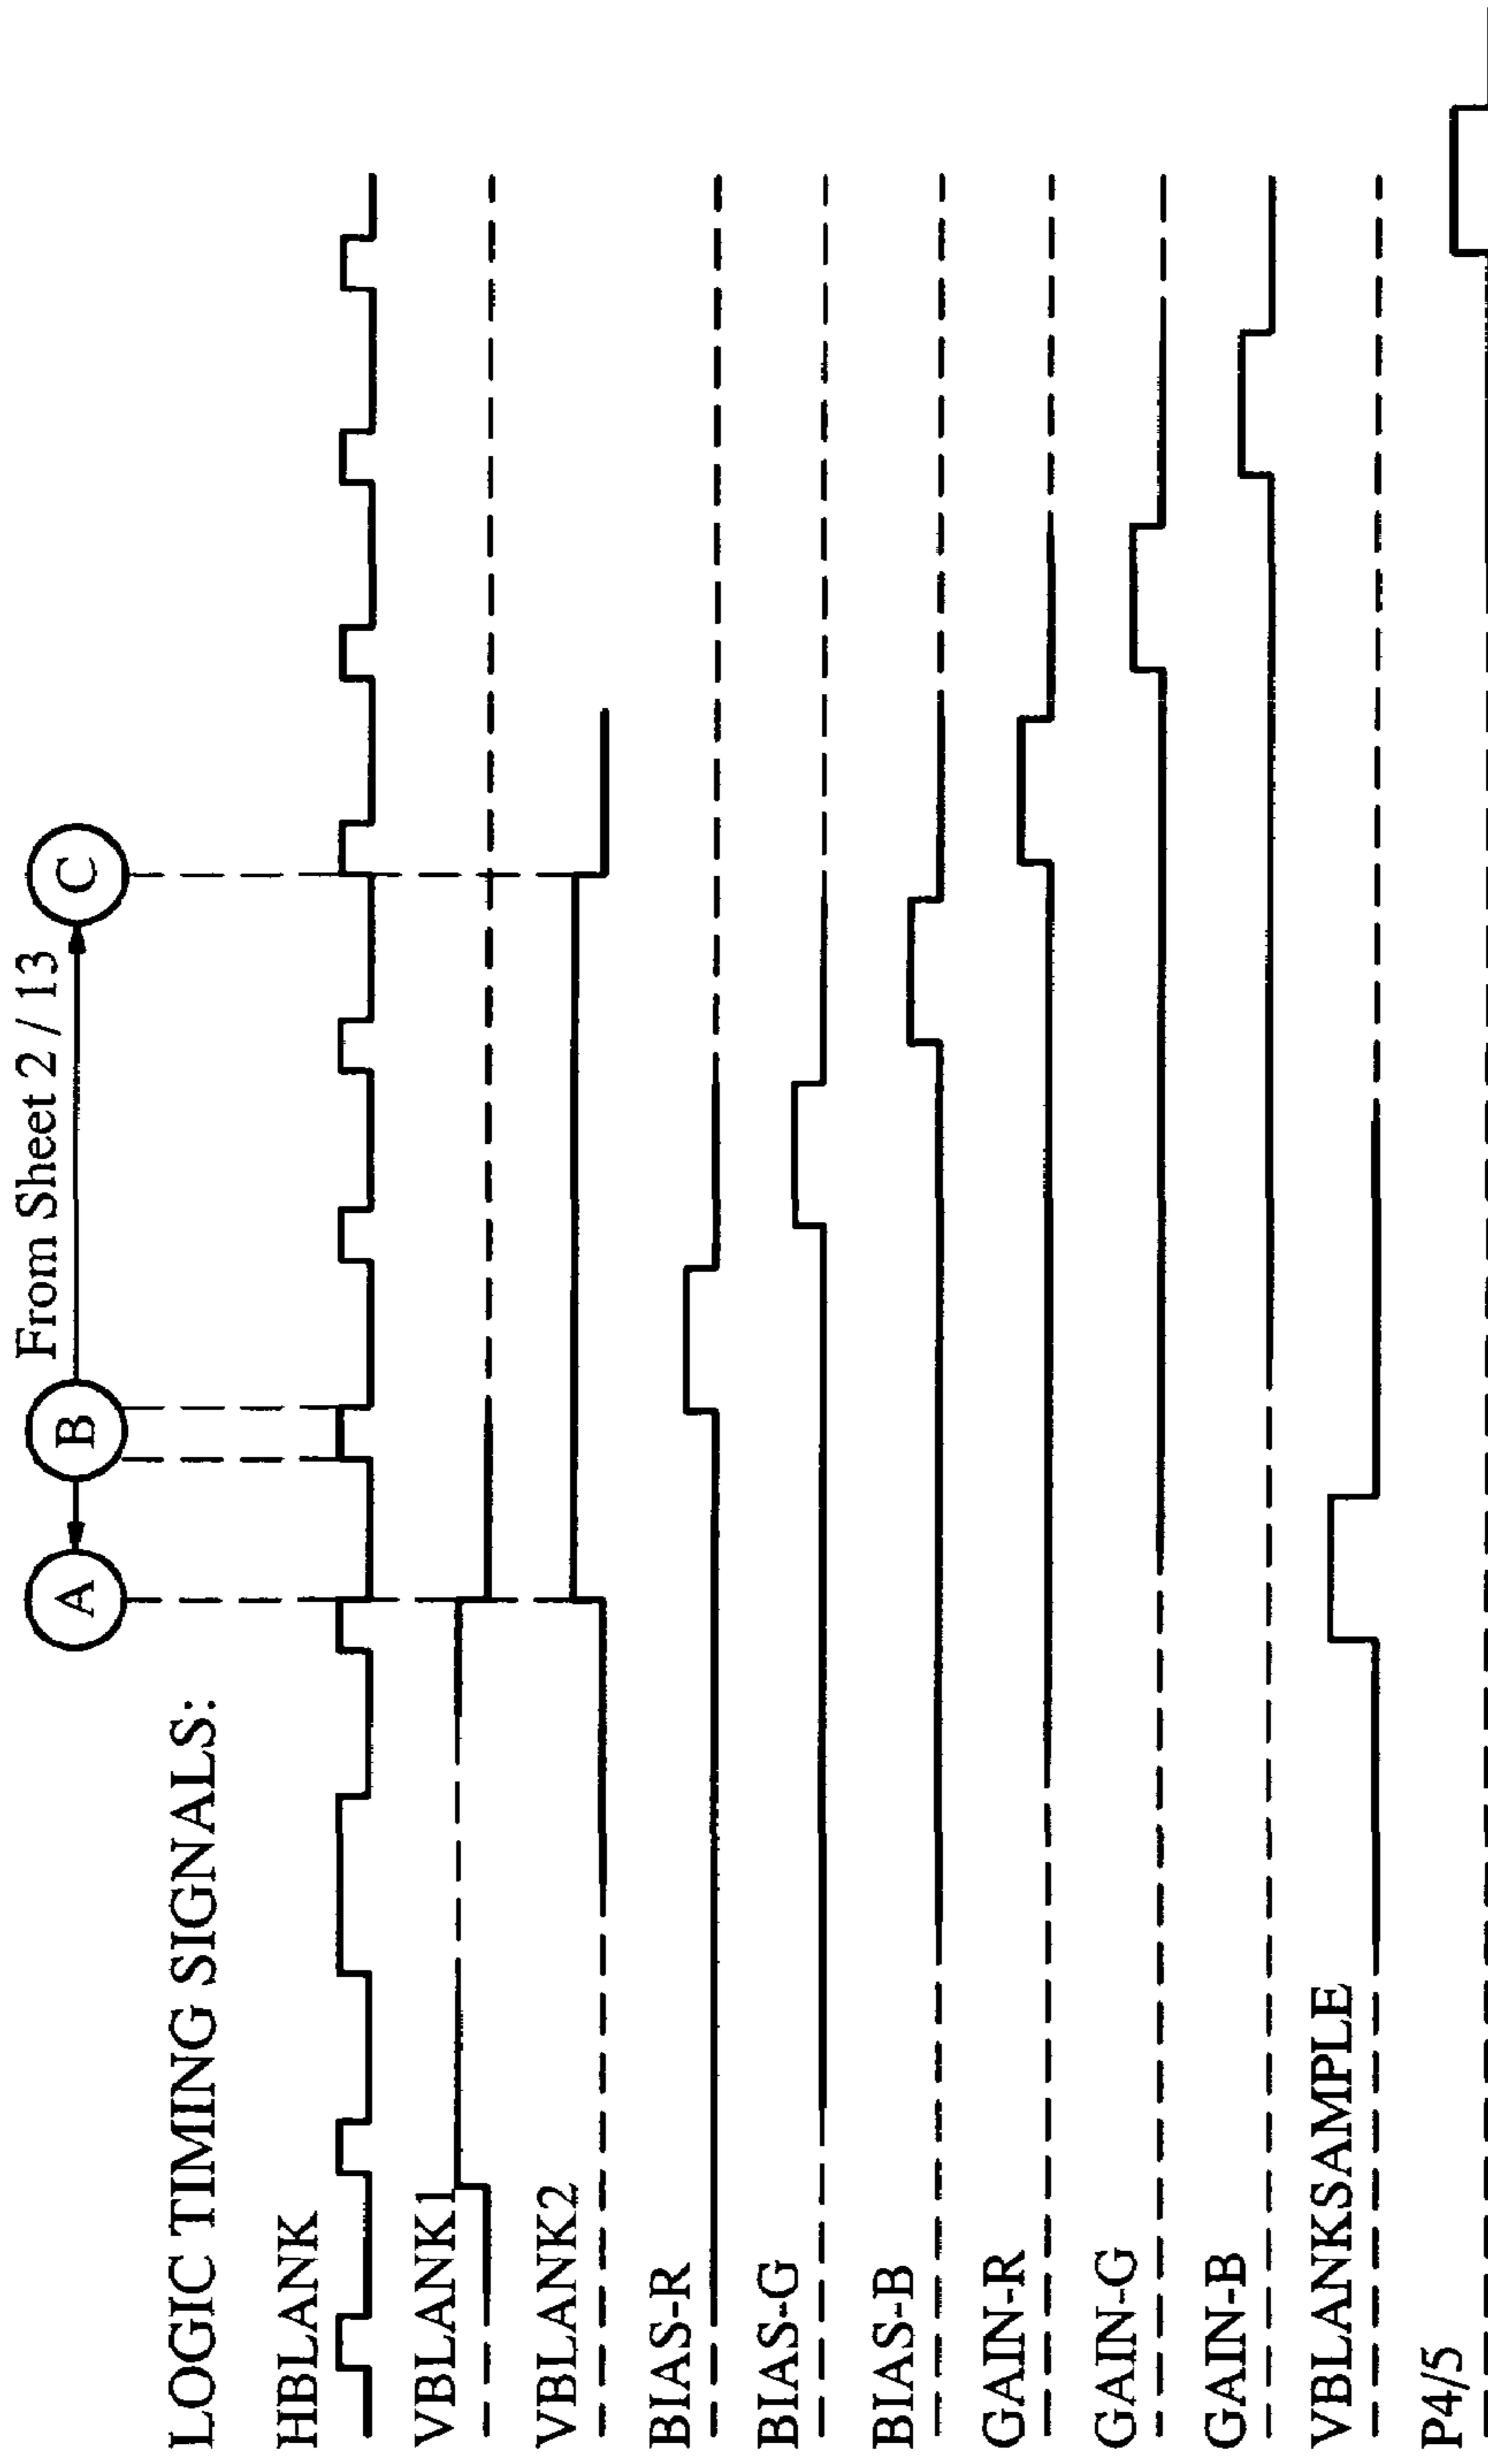 From Sheet 2 / 13
A B C
LOGIC TIMING SIGNALS:
HBLANK
VBLANK1
VBLANK2
BIAS-R
BIAS-G
BIAS-B
GAIN-R
GAIN-G
GAIN-B
VBLANKSAMPLE
P4/5